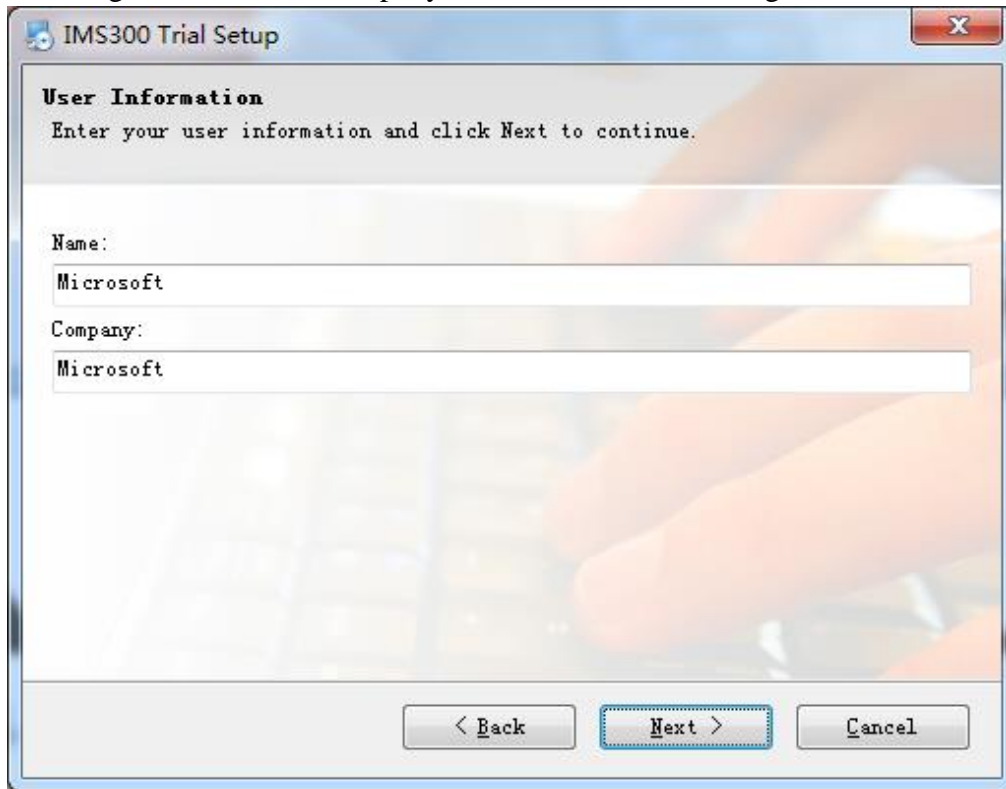 IMS300 Trial Setup
User Information
Enter your user information and click Next to continue.
Name:
Microsoft
Company:
Microsoft
< Back
Next >
Cancel